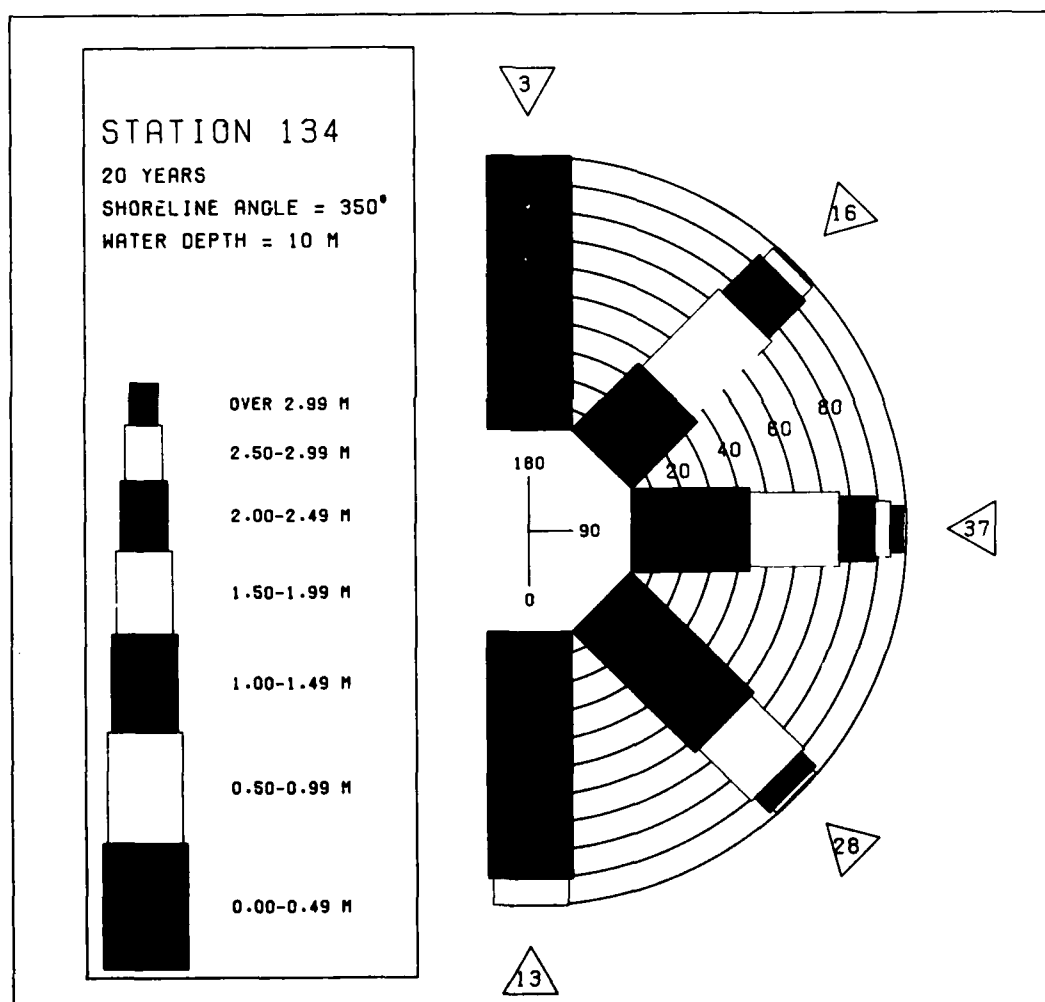 STATION 134
20 YEARS
SHORELINE ANGLE = 350°
WATER DEPTH = 10 M
OVER 2.99 M
2.50-2.99 M
2.00-2.49 M
1.50-1.99 M
1.00-1.49 M
0.50-0.99 M
0.00-0.49 M
3
16
80
60
40
20
180
90
0
37
28
13